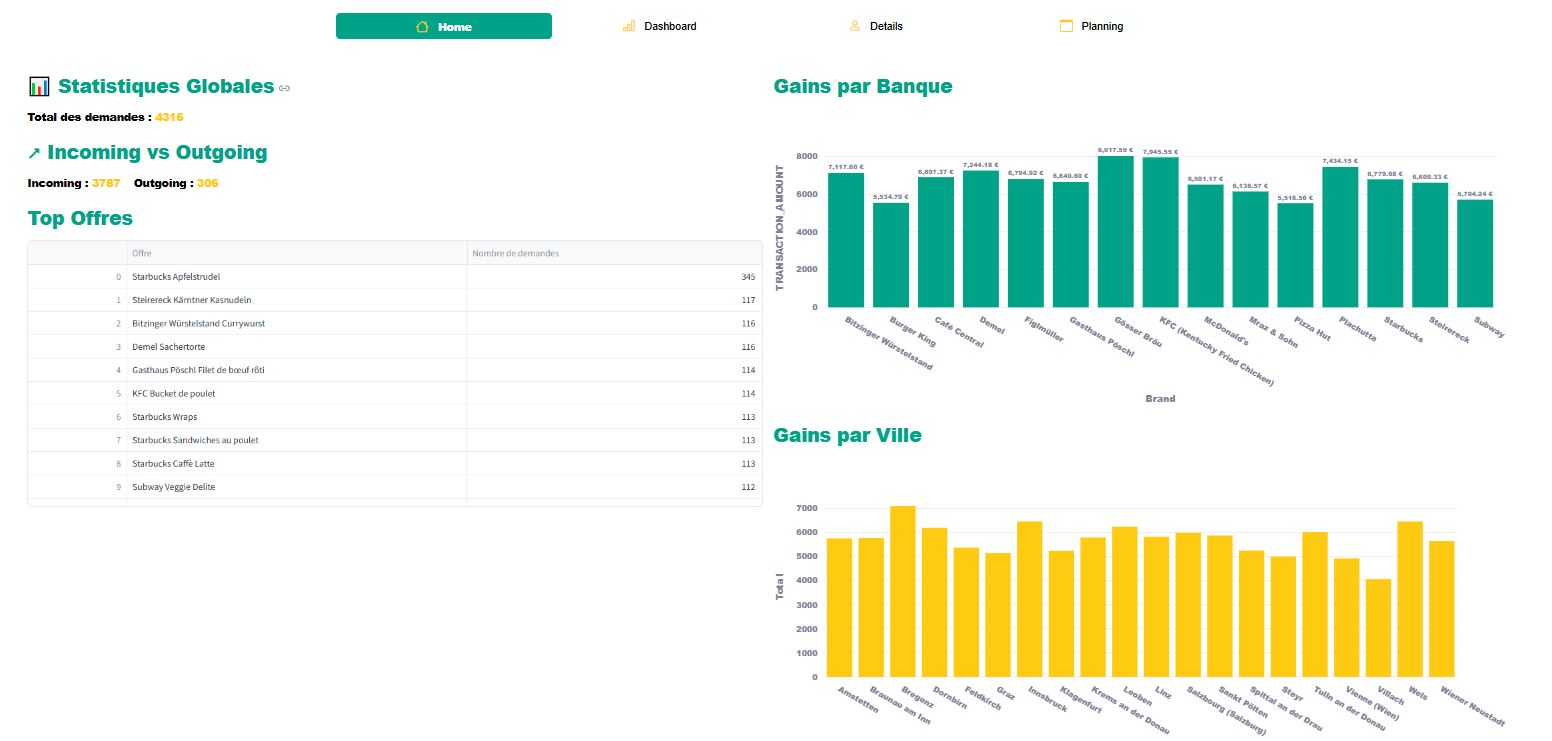 Home
Dashboard
Details
Planning
Statistiques Globales
Total des demandes : 4316
Incoming vs Outgoing
Incoming : 3787 Outgoing : 306
Top Offres
Offre Nombre de demandes
0 Starbucks Apfelstrudel 345
1 Steirereck Kärntner Kasnudeln 117
2 Bitzinger Würstelstand Currywurst 116
3 Demel Sachertorte 116
4 Gasthaus Pöschl Filet de bœuf rôti 114
5 KFC Bucket de poulet 114
6 Starbucks Wraps 113
7 Starbucks Sandwiches au poulet 113
8 Starbucks Caffè Latte 113
9 Subway Veggie Delite 112
Gains par Banque
TRANSACTION_AMOUNT
8000
6000
4000
2000
0
7,117.60 €
5,534.79 €
6,897.37 €
7,244.18 €
6,794.92 €
6,640.60 €
8,017.59 €
7,945.55 €
6,501.17 €
6,136.57 €
5,516.56 €
7,434.15 €
6,779.68 €
6,600.33 €
5,704.24 €
Bitzinger Würstelstand
Burger King
Café Central
Demel
Figlmüller
Gasthaus Pöschl
Gösser Bräu
KFC (Kentucky Fried Chicken)
McDonald's
Mraz & Sohn
Pizza Hut
Plachutta
Starbucks
Steirereck
Subway
Brand
Gains par Ville
Total
7000
6000
5000
4000
3000
2000
1000
0
Amstetten
Braunau am Inn
Bregenz
Dornbirn
Feldkirch
Graz
Innsbruck
Klagenfurt
Krems an der Donau
Leoben
Linz
Salzbourg (Salzburg)
Sankt Pölten
Spittal an der Drau
Steyr
Tulln an der Donau
Vienne (Wien)
Villach
Wels
Wiener Neustadt